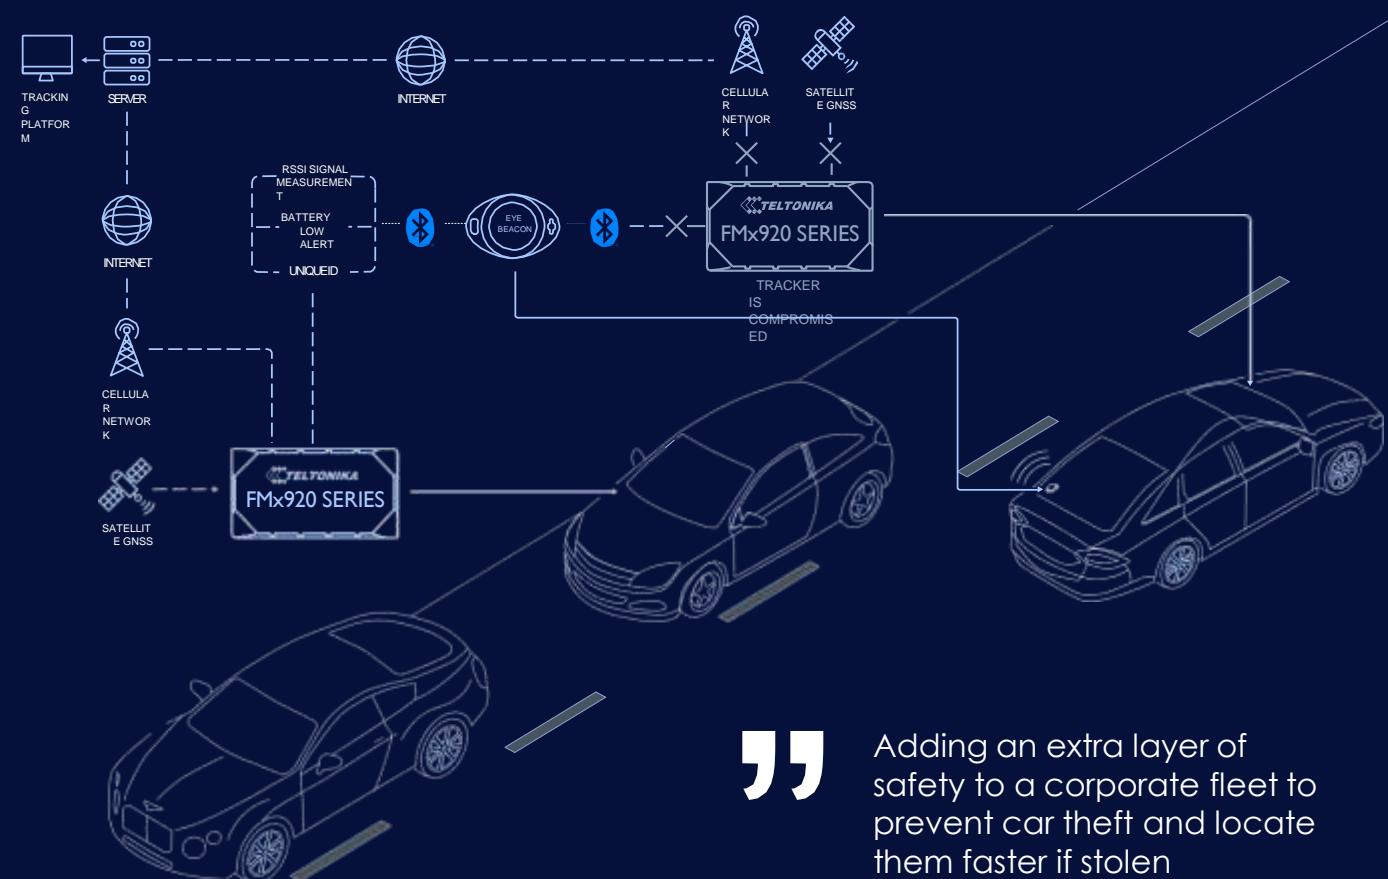 TRACKIN
G
PLATFOR
M
SERVER
INTERNET
CELLULA
R
NETWOR
K
SATELLIT
E GNSS
RSSI SIGNAL
MEASUREMEN
T
BATTERY
LOW
ALERT
UNIQUE ID
EYE
BEACON
TELTONIKA
FMx920 SERIES
TRACKER
IS
COMPROMIS
ED
INTERNET
CELLULA
R
NETWOR
K
SATELLIT
E GNSS
TELTONIKA
FMx920 SERIES
”
Adding an extra layer of
safety to a corporate fleet to
prevent car theft and locate
them faster if stolen